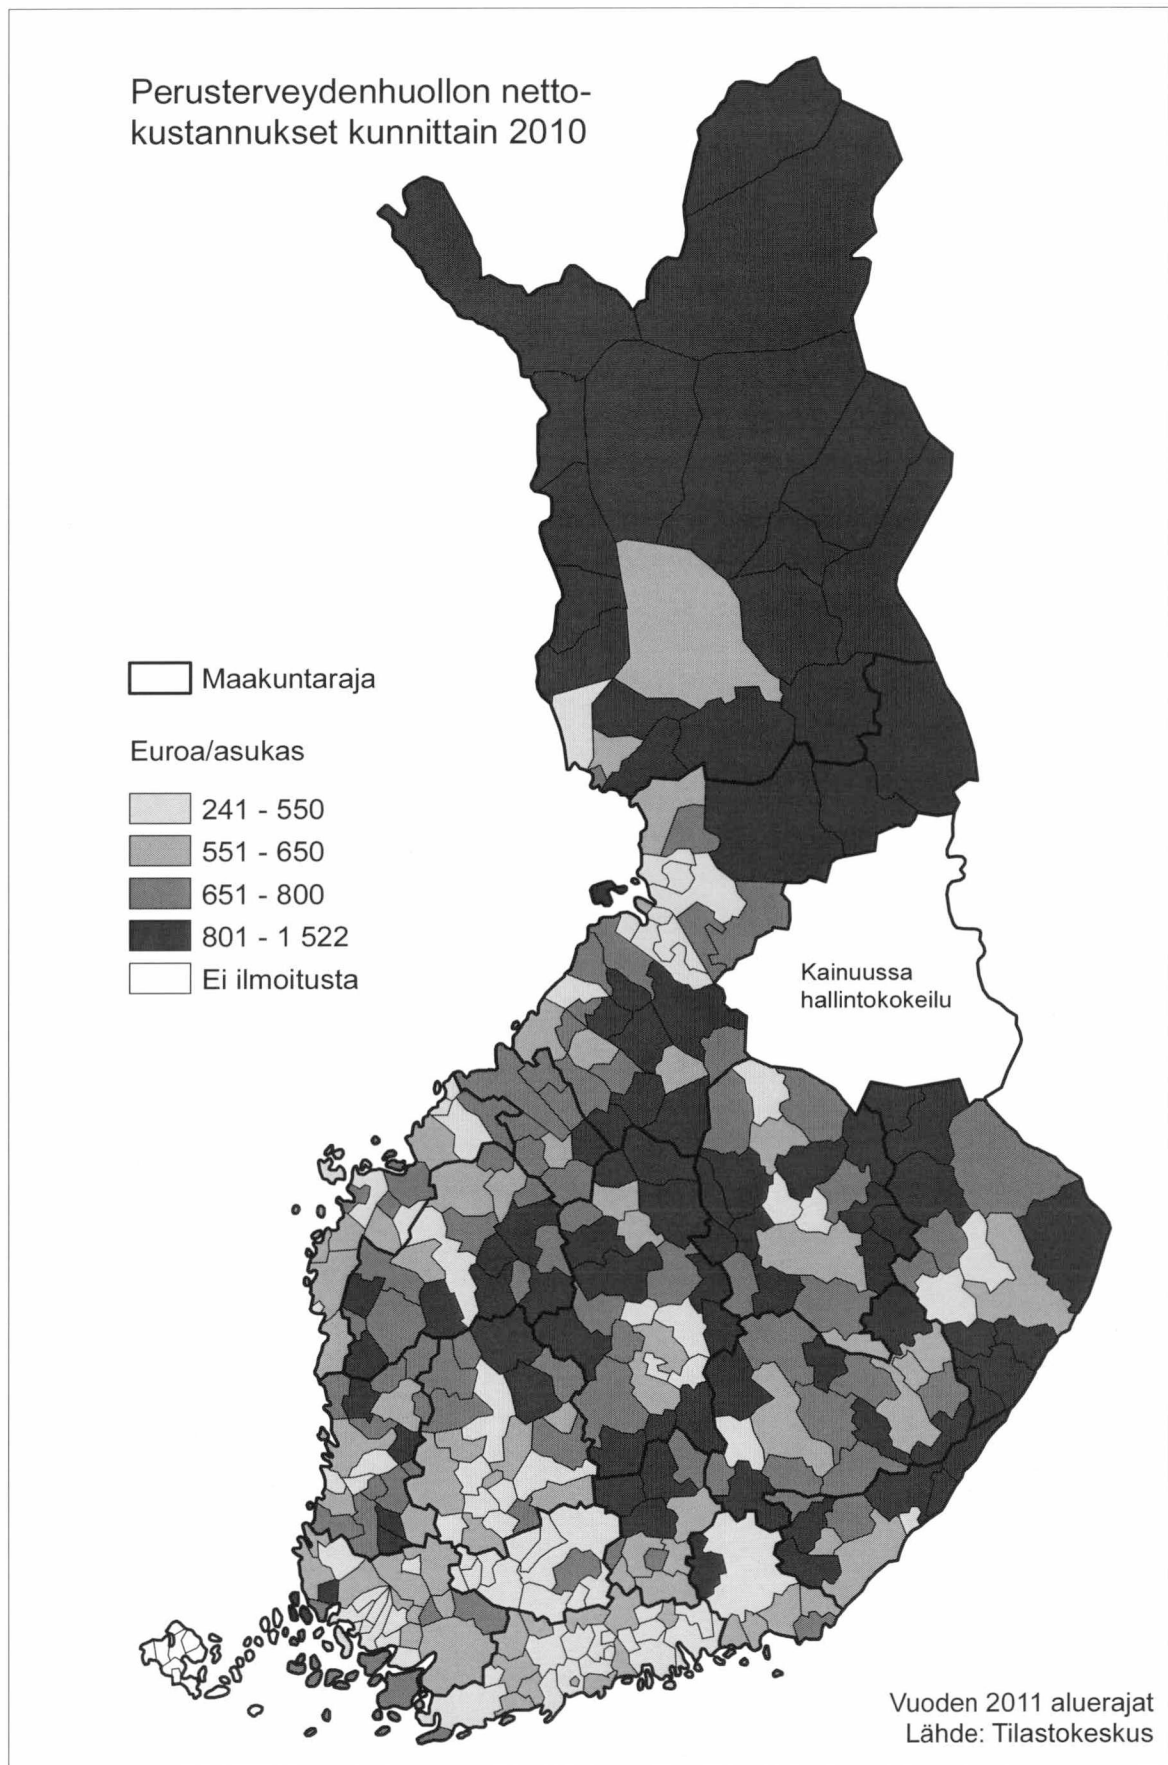 Perusterveydenhuollon netto-
kustannukset kunnittain 2010
Maakuntaraja
Euroa/asukas
241 - 550
551 - 650
651 - 800
801 - 1 522
Ei ilmoitusta
Kainuussa
hallintokokeilu
Vuoden 2011 aluerajat
Lähde: Tilastokeskus